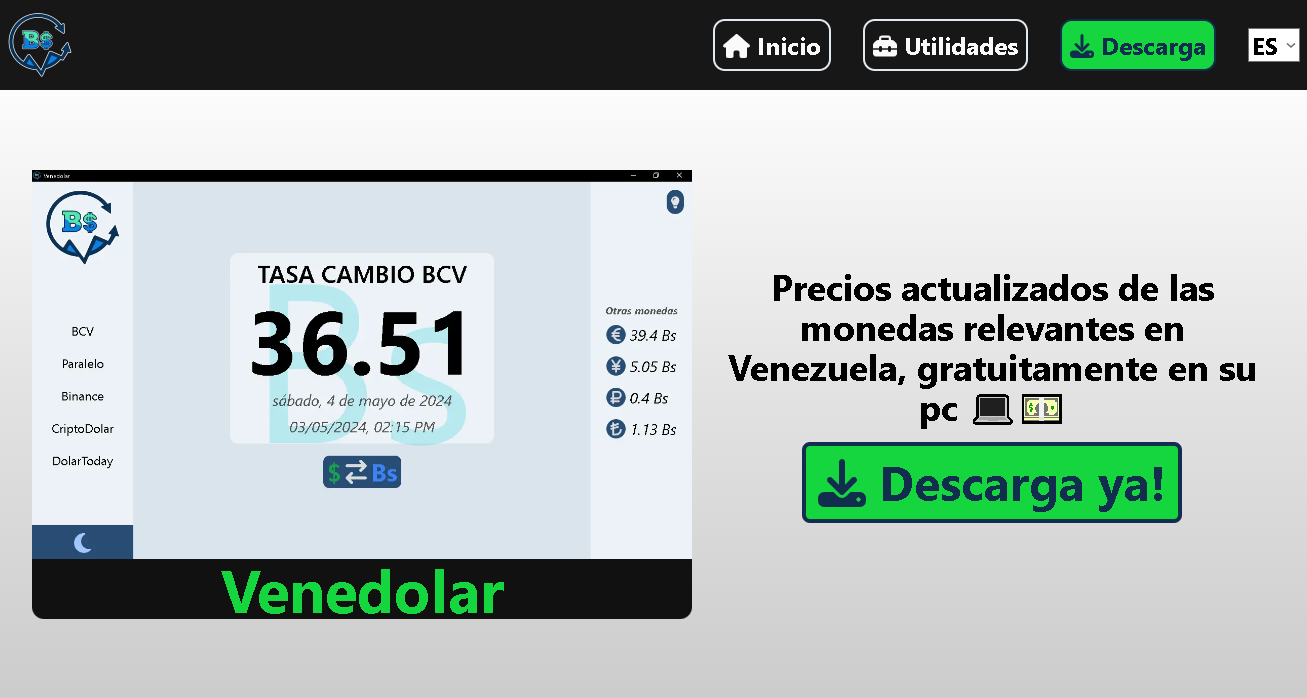 B$
Inicio
Utilidades
Descarga
ES
Venedolar
B$
TASA CAMBIO BCV
Bs
36.51
sábado, 4 de mayo de 2024
03/05/2024, 02:15 PM
$ Bs
BCV
Paralelo
Binance
CriptoDolar
DolarToday
Otras monedas
€ 39.4 Bs
¥ 5.05 Bs
₽ 0.4 Bs
₺ 1.13 Bs
Venedolar
Precios actualizados de las
monedas relevantes en
Venezuela, gratuitamente en su
pc 💻 💵
Descarga ya!